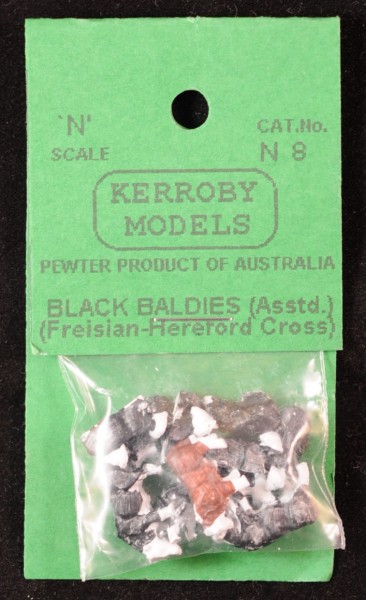 `N' SCALE
CAT.No. N 8
KERROBY
MODELS
PEWTER PRODUCT OF AUSTRALIA
BLACK BALDIES (Asstd.)
(Freisian-Hereford Cross)